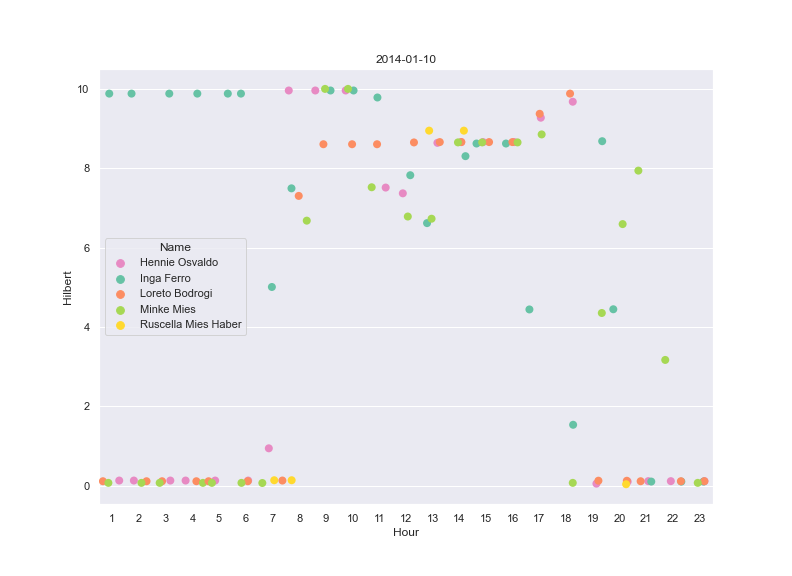 2014-01-10
10
8
6
4
2
0
Hilbert
Name
Hennie Osvaldo
Inga Ferro
Loreto Bodrogi
Minke Mies
Ruscella Mies Haber
1 2 3 4 5 6 7 8 9 10 11 12 13 14 15 16 17 18 19 20 21 22 23
Hour